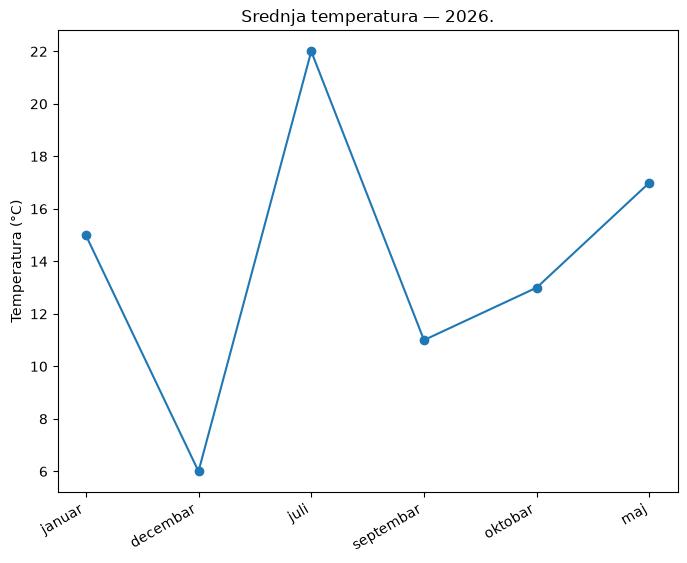 Srednja temperatura — 2026.
Temperatura (°C)
22
20
18
16
14
12
10
8
6
januar
decembar
juli
septembar
oktobar
maj